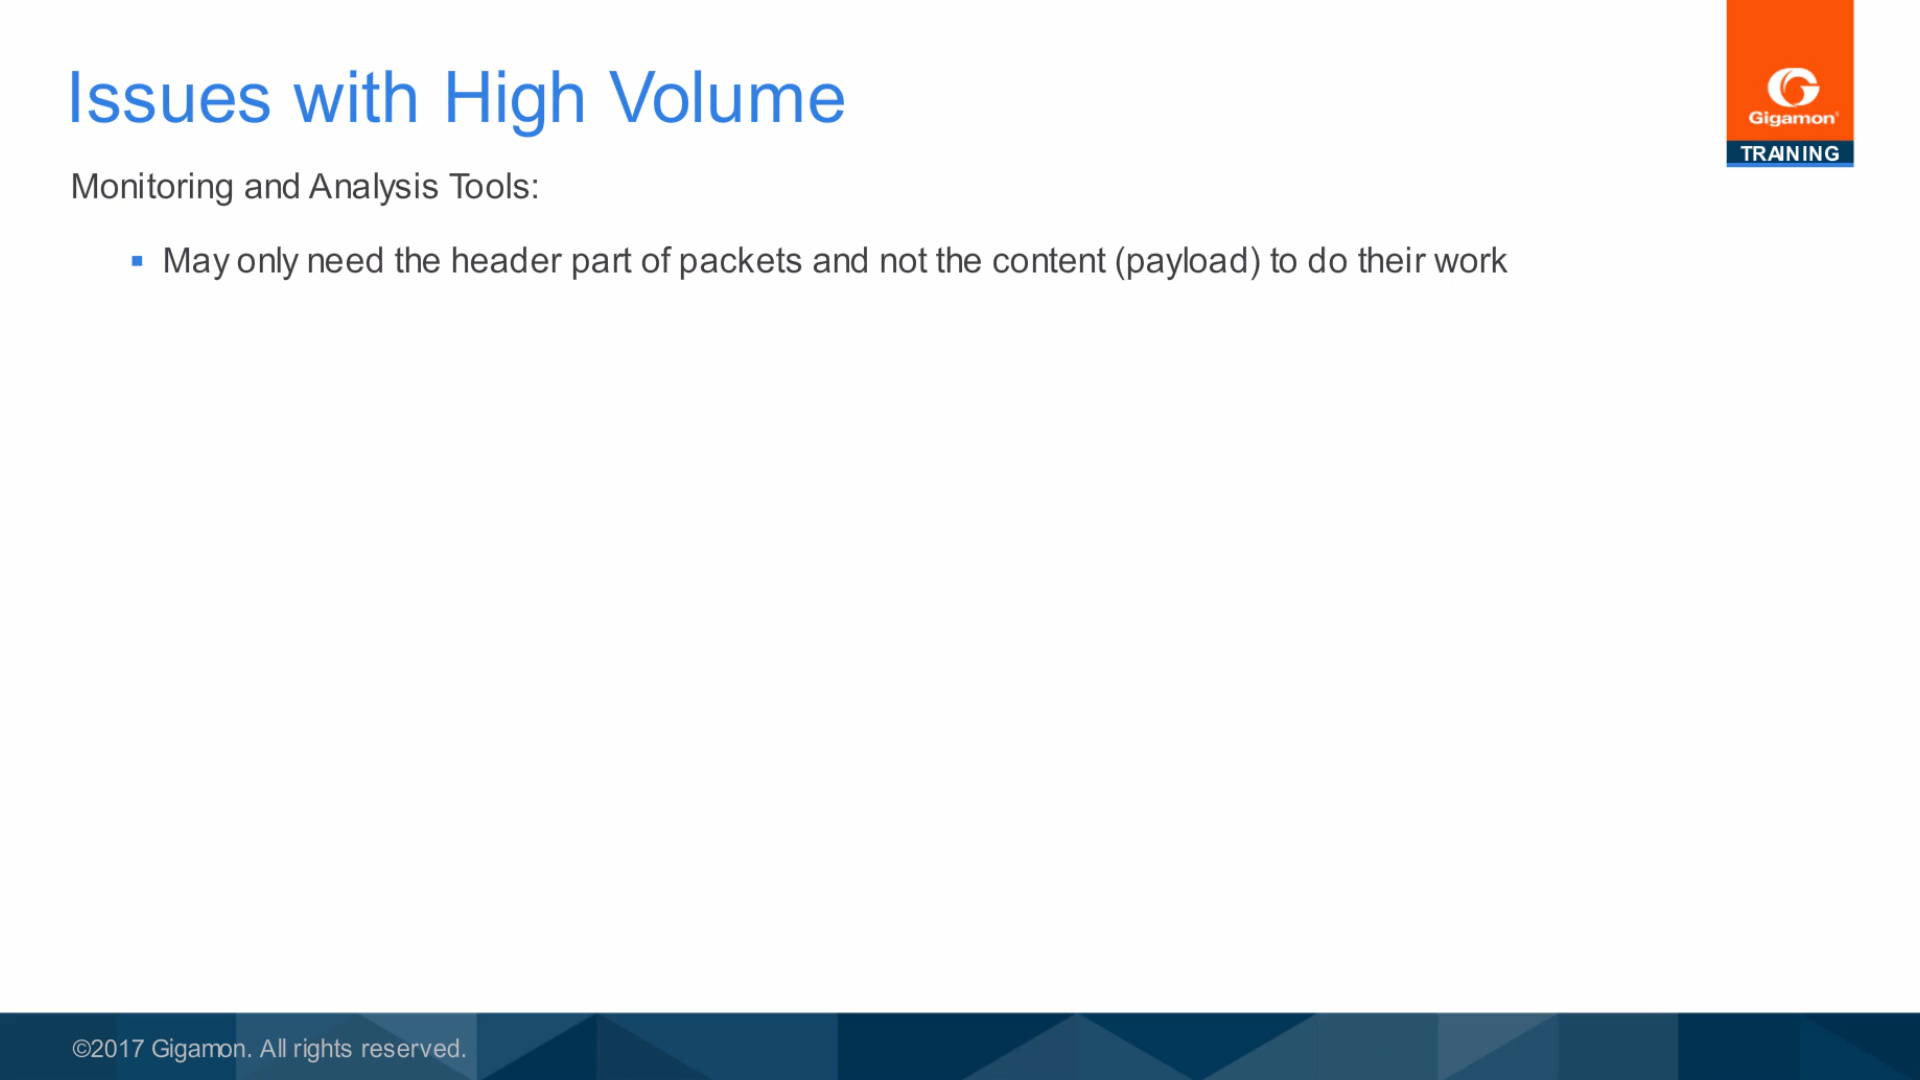 Issues with High Volume
Gigamon®
TRAINING
Monitoring and Analysis Tools:
▪ May only need the header part of packets and not the content (payload) to do their work
©2017 Gigamon. All rights reserved.